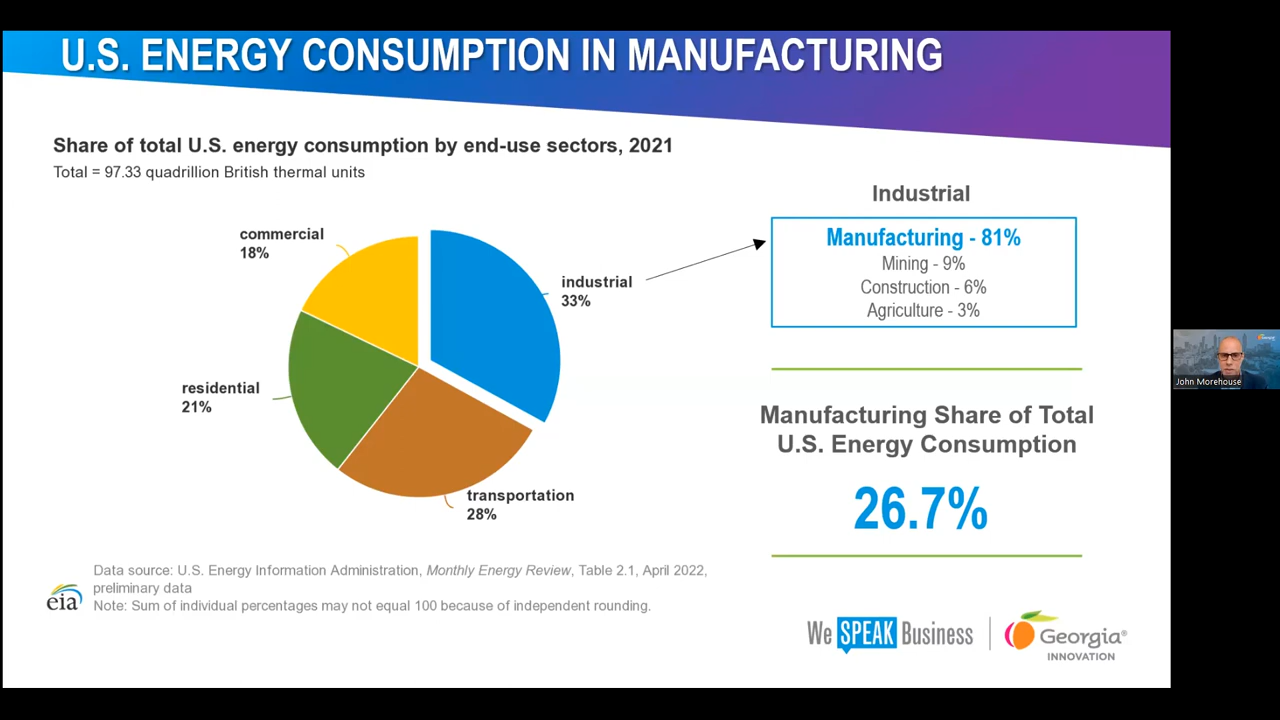 U.S. ENERGY CONSUMPTION IN MANUFACTURING
Share of total U.S. energy consumption by end-use sectors, 2021
Total = 97.33 quadrillion British thermal units
commercial
18%
industrial
33%
residential
21%
transportation
28%
Industrial
Manufacturing - 81%
Mining - 9%
Construction - 6%
Agriculture - 3%
Manufacturing Share of Total
U.S. Energy Consumption
26.7%
John Morehouse
eia
Data source: U.S. Energy Information Administration, Monthly Energy Review, Table 2.1, April 2022,
preliminary data
Note: Sum of individual percentages may not equal 100 because of independent rounding.
We SPEAK Business
Georgia®
INNOVATION